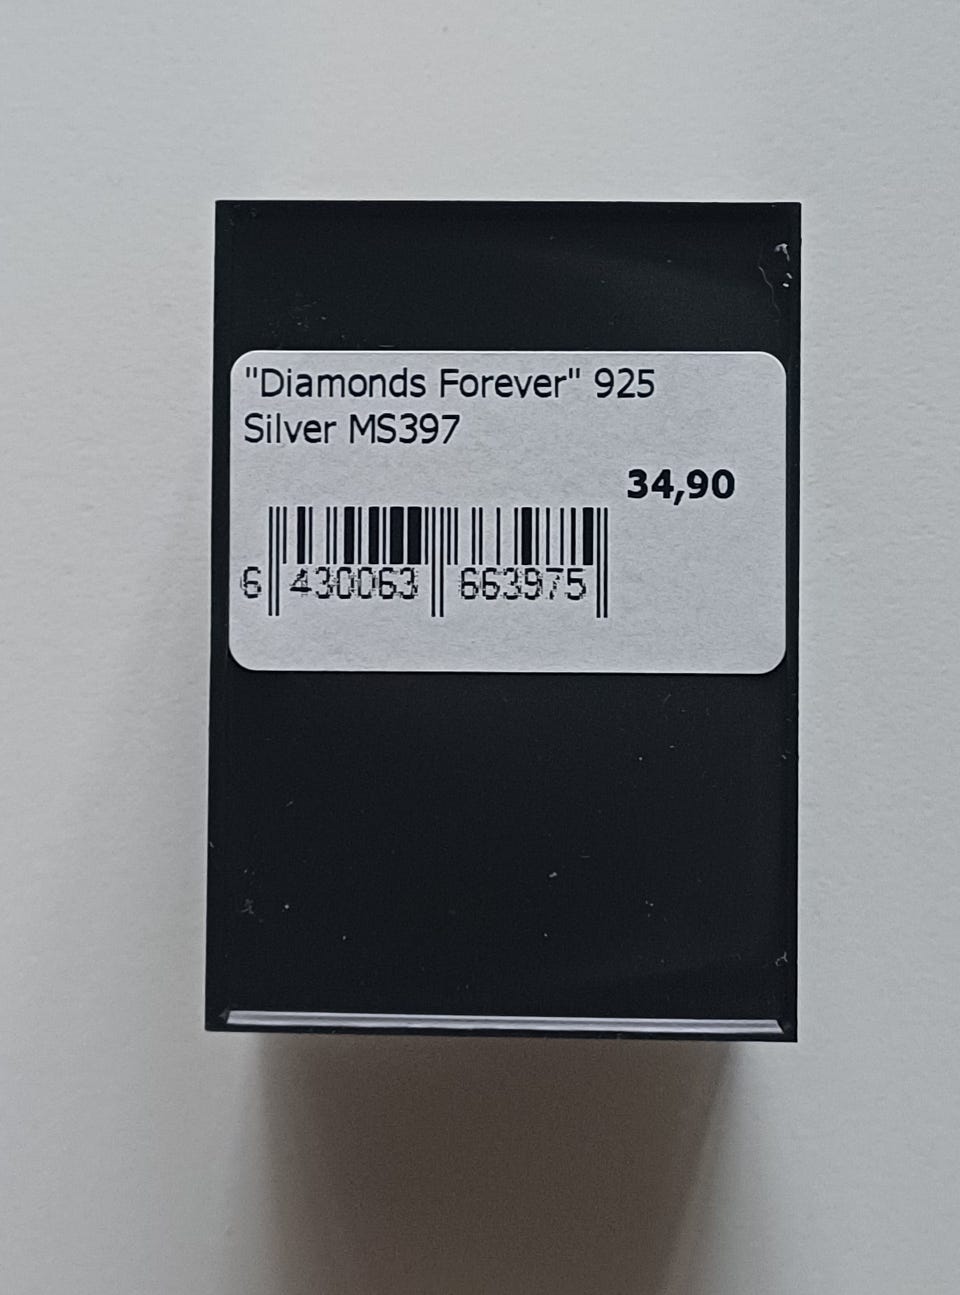 "Diamonds Forever" 925
Silver MS397
34,90
6 430063 663975